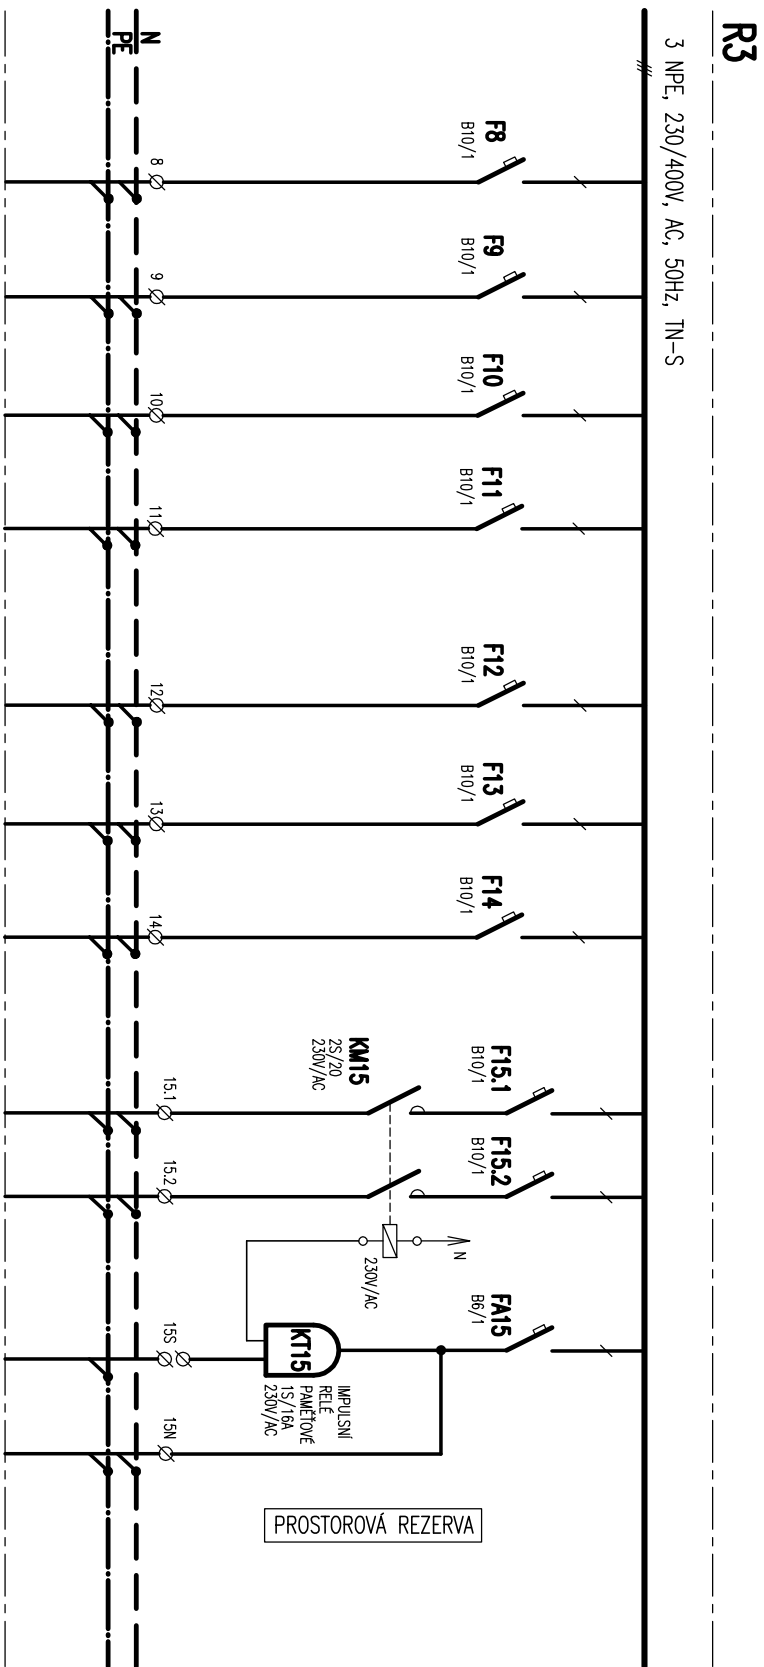 R3
3 NPE, 230/400V, AC, 50Hz, TN-S
F8
B10/1
F9
B10/1
F10
B10/1
F11
B10/1
F12
B10/1
F13
B10/1
F14
B10/1
F15.1
B10/1
F15.2
B10/1
FA15
B6/1
KM15
2S/20
230V/AC
N
230V/AC
KT15
IMPULSNÍ
RELÉ
PAMĚŤOVÉ
1S/16A
230V/AC
PROSTOROVÁ REZERVA
8
9
10
11
12
13
14
15.1
15.2
15S
15N
N
PE